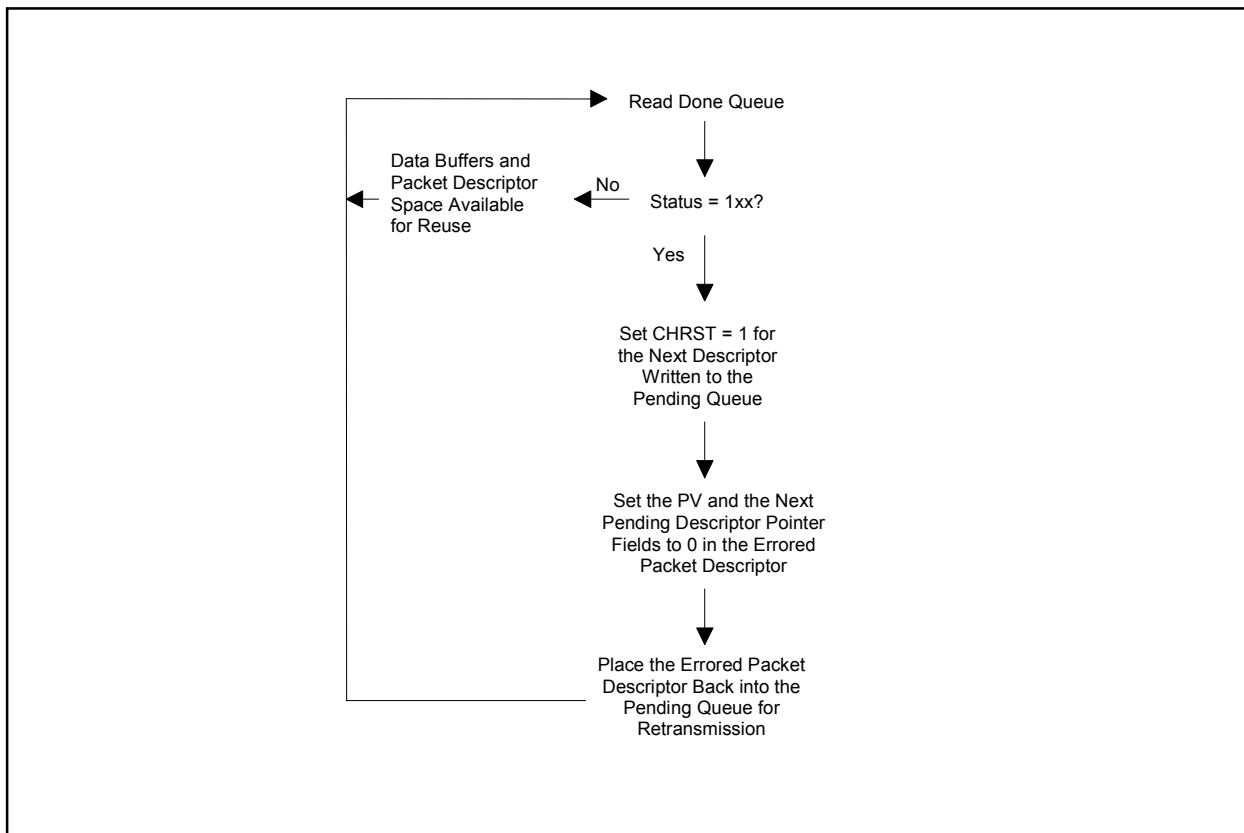 Read Done Queue
Data Buffers and
Packet Descriptor
Space Available
for Reuse
No
Status = 1xx?
Yes
Set CHRST = 1 for
the Next Descriptor
Written to the
Pending Queue
Set the PV and the Next
Pending Descriptor Pointer
Fields to 0 in the Errored
Packet Descriptor
Place the Errored Packet
Descriptor Back into the
Pending Queue for
Retransmission